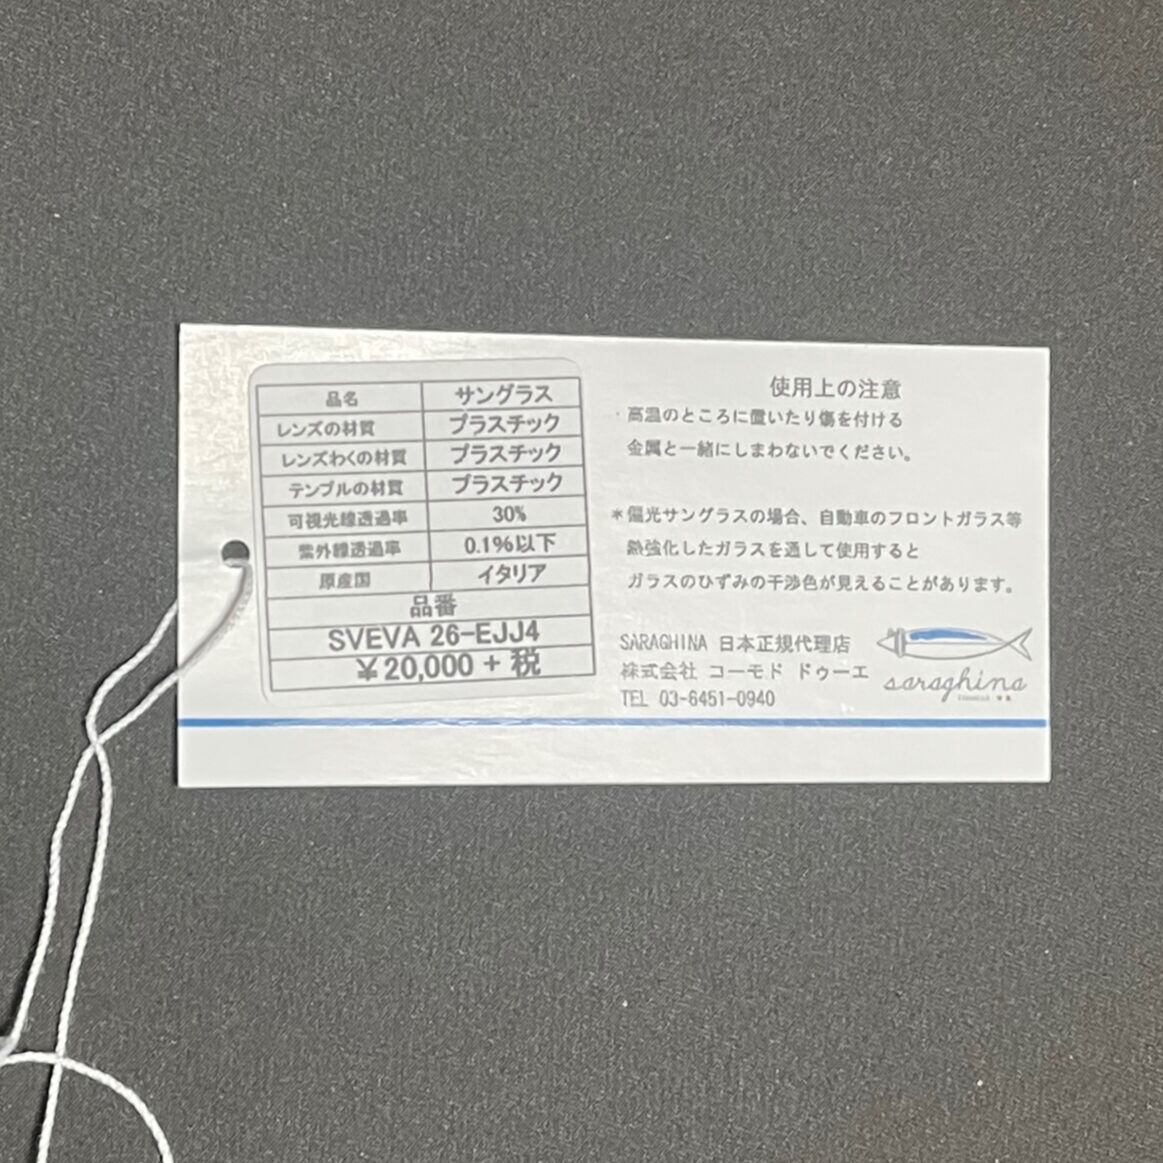 品名 サングラス
レンズの材質 プラスチック
レンズわくの材質 プラスチック
テンプルの材質 プラスチック
可視光線透過率 30%
紫外線透過率 0.1%以下
原産国 イタリア
品番
SVEVA 26-EJJ4
¥20,000 + 税
使用上の注意
・高温のところに置いたり傷を付ける
金属と一緒にしまわないでください。
*偏光サングラスの場合、自動車のフロントガラス等
熱強化したガラスを通して使用すると
ガラスのひずみの干渉色が見えることがあります。
SARAGHINA 日本正規代理店
株式会社 コーモド ドゥーエ
TEL 03-6451-0940
saraghina